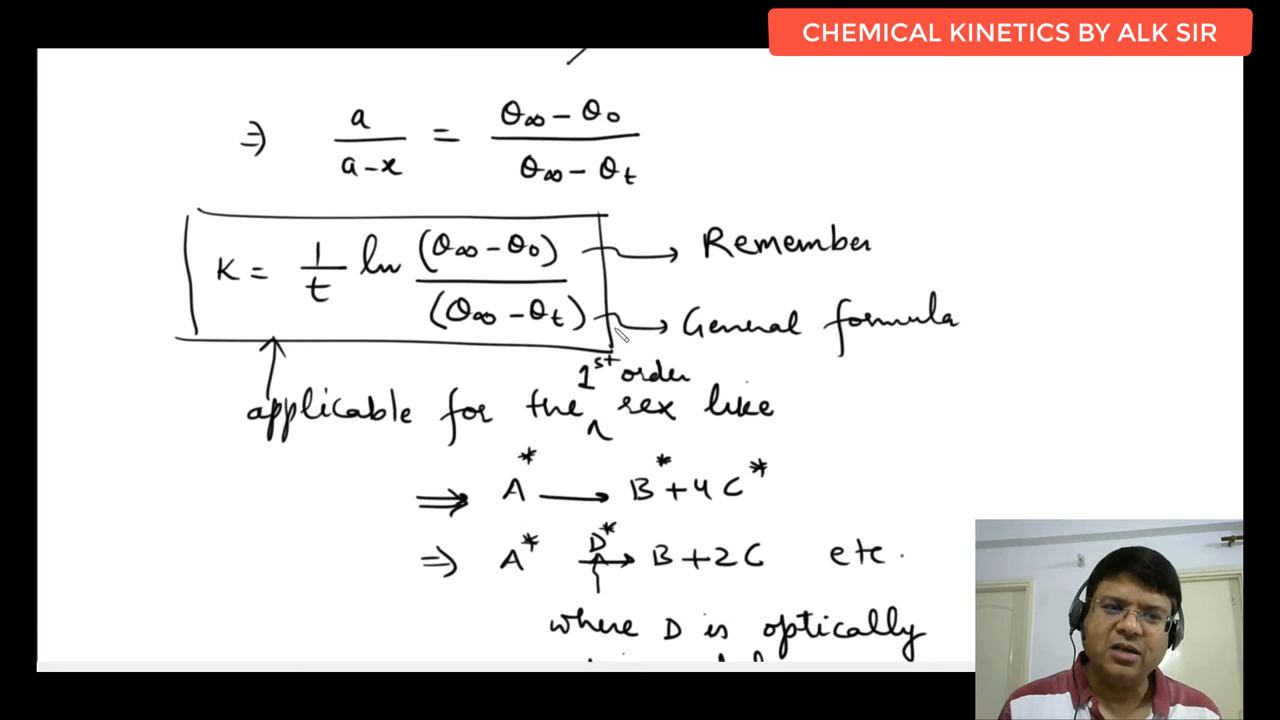 CHEMICAL KINETICS BY ALK SIR
⇒ a / (a-x) = (θ∞ - θ0) / (θ∞ - θt)
K = 1/t ln (θ∞ - θ0) / (θ∞ - θt)
→ Remember
→ General formula
applicable for the 1st order rex like
⇒ A* → B* + 4 C*
⇒ A* D* → B + 2C etc.
where D is optically